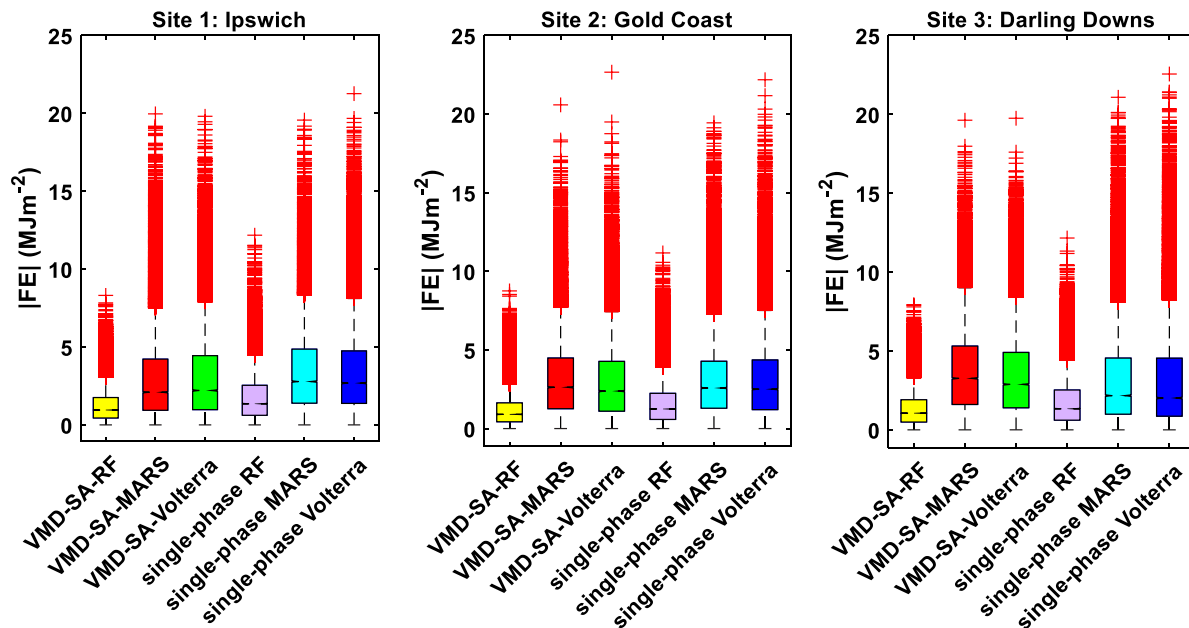 Site 1: Ipswich
25
20
15
10
5
0
|FE| (MJm⁻²)
VMD-SA-RF
VMD-SA-MARS
VMD-SA-Volterra
single-phase RF
single-phase MARS
single-phase Volterra
Site 2: Gold Coast
25
20
15
10
5
0
|FE| (MJm⁻²)
VMD-SA-RF
VMD-SA-MARS
VMD-SA-Volterra
single-phase RF
single-phase MARS
single-phase Volterra
Site 3: Darling Downs
25
20
15
10
5
0
|FE| (MJm⁻²)
VMD-SA-RF
VMD-SA-MARS
VMD-SA-Volterra
single-phase RF
single-phase MARS
single-phase Volterra